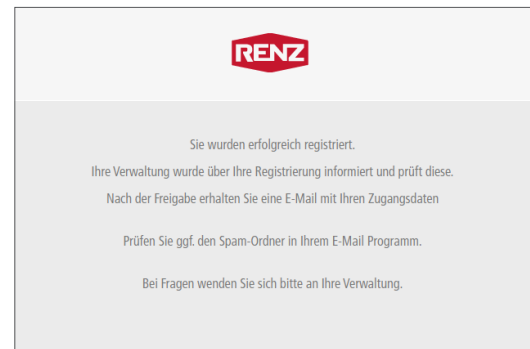 RENZ
Sie wurden erfolgreich registriert.
Ihre Verwaltung wurde über Ihre Registrierung informiert und prüft diese.
Nach der Freigabe erhalten Sie eine E-Mail mit Ihren Zugangsdaten
Prüfen Sie ggf. den Spam-Ordner in Ihrem E-Mail Programm.
Bei Fragen wenden Sie sich bitte an Ihre Verwaltung.